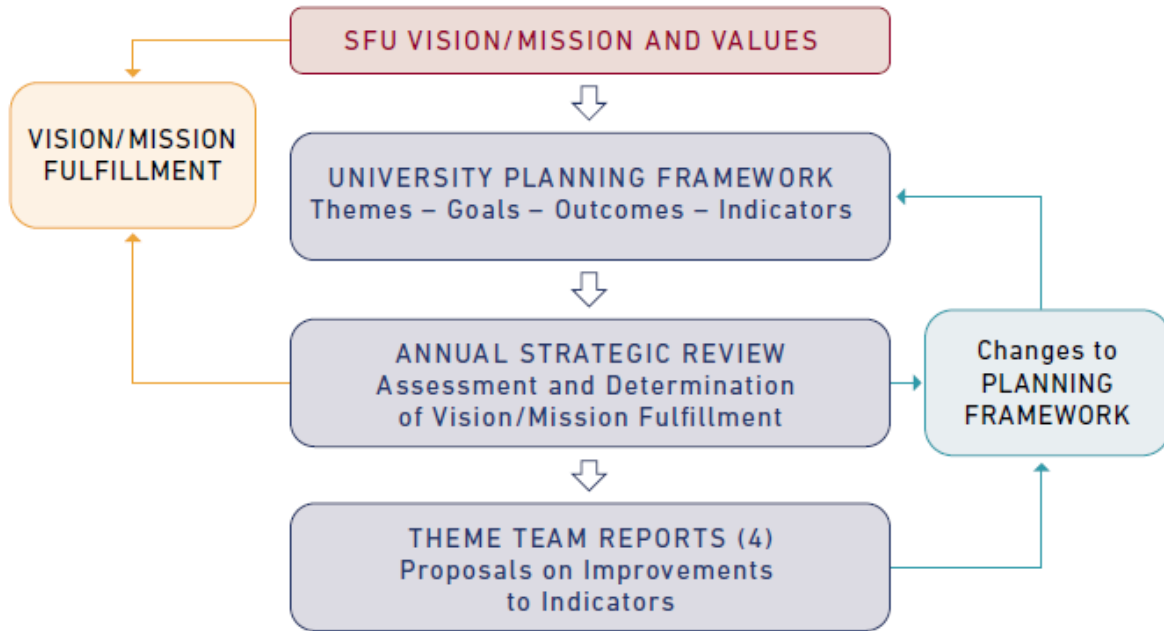 SFU VISION/MISSION AND VALUES
VISION/MISSION
FULFILLMENT
UNIVERSITY PLANNING FRAMEWORK
Themes – Goals – Outcomes – Indicators
ANNUAL STRATEGIC REVIEW
Assessment and Determination
of Vision/Mission Fulfillment
Changes to
PLANNING
FRAMEWORK
THEME TEAM REPORTS (4)
Proposals on Improvements
to Indicators